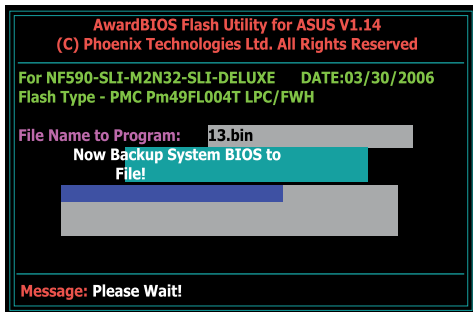 AwardBIOS Flash Utility for ASUS V1.14
(C) Phoenix Technologies Ltd. All Rights Reserved
For NF590-SLI-M2N32-SLI-DELUXE DATE:03/30/2006
Flash Type - PMC Pm49FL004T LPC/FWH
File Name to Program: 13.bin
Now Backup System BIOS to
File!
Message: Please Wait!